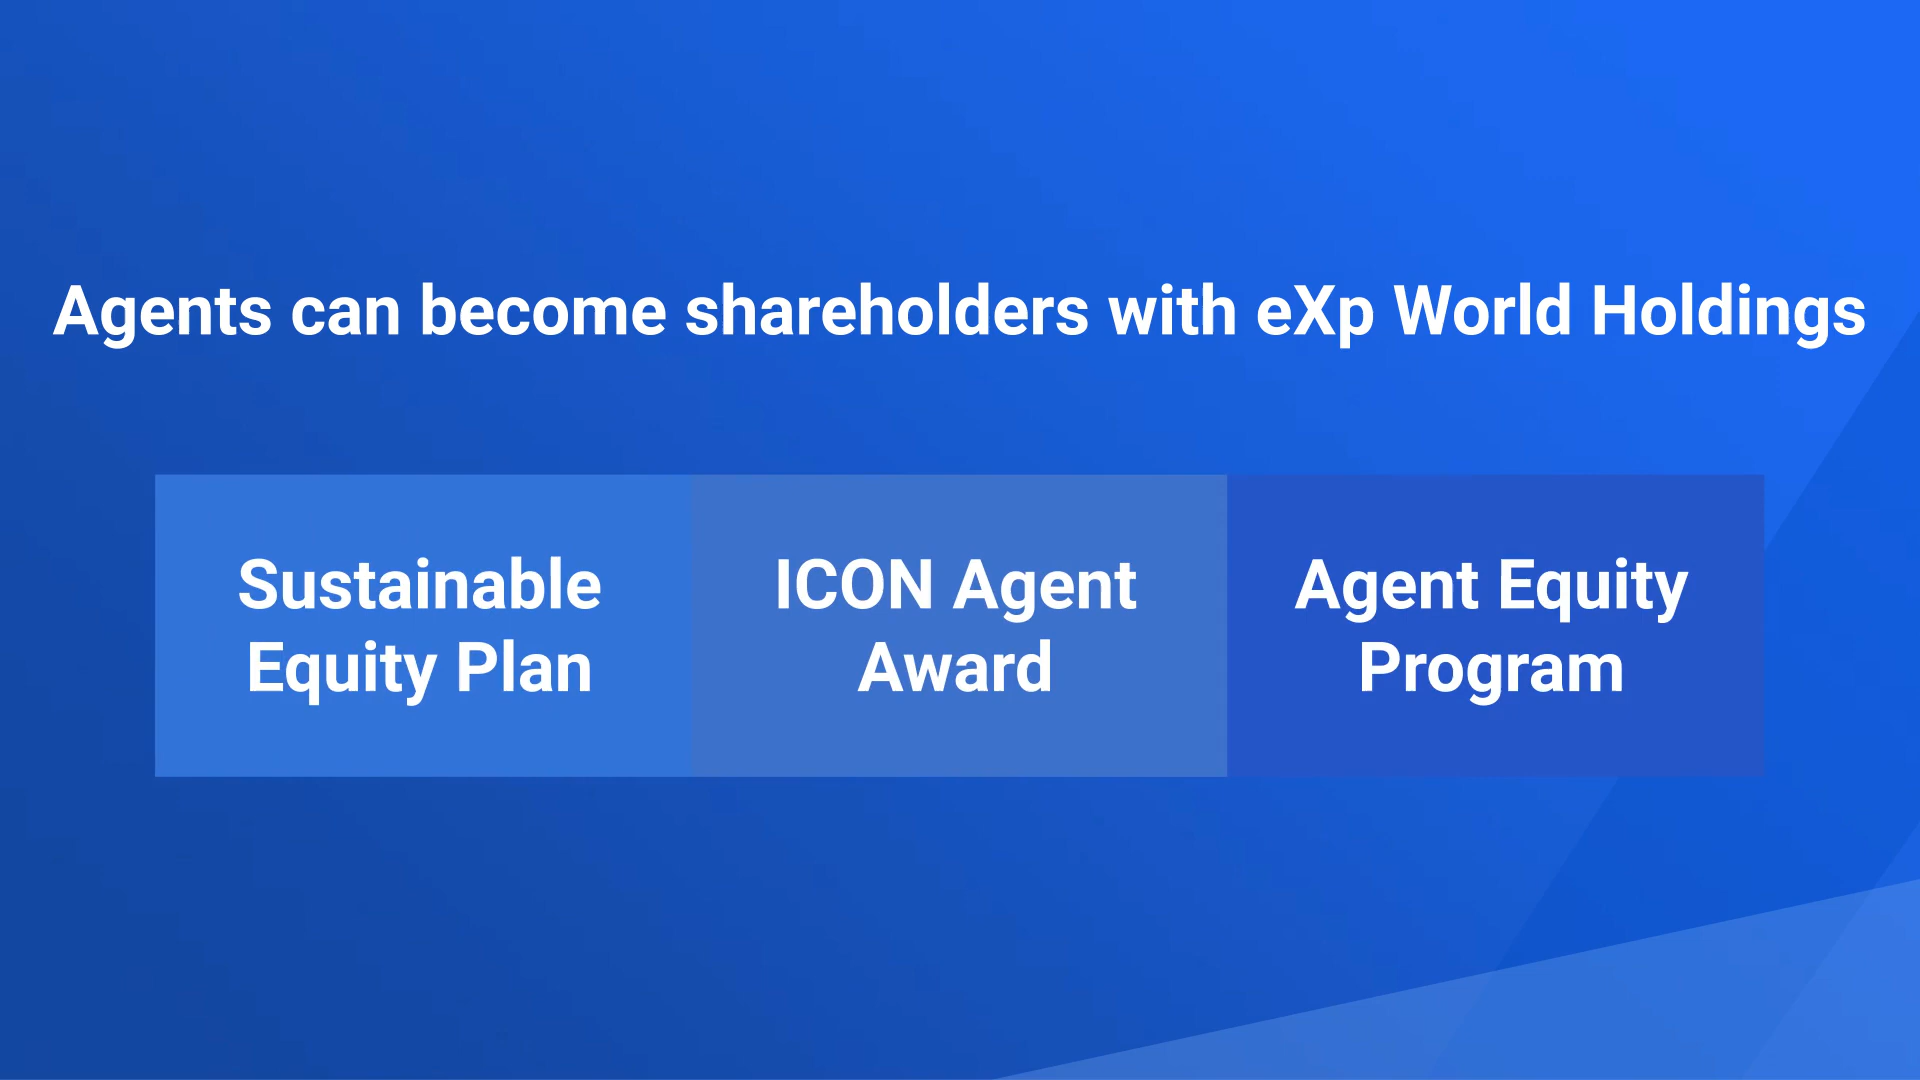 Agents can become shareholders with eXp World Holdings
Sustainable
Equity Plan
ICON Agent
Award
Agent Equity
Program